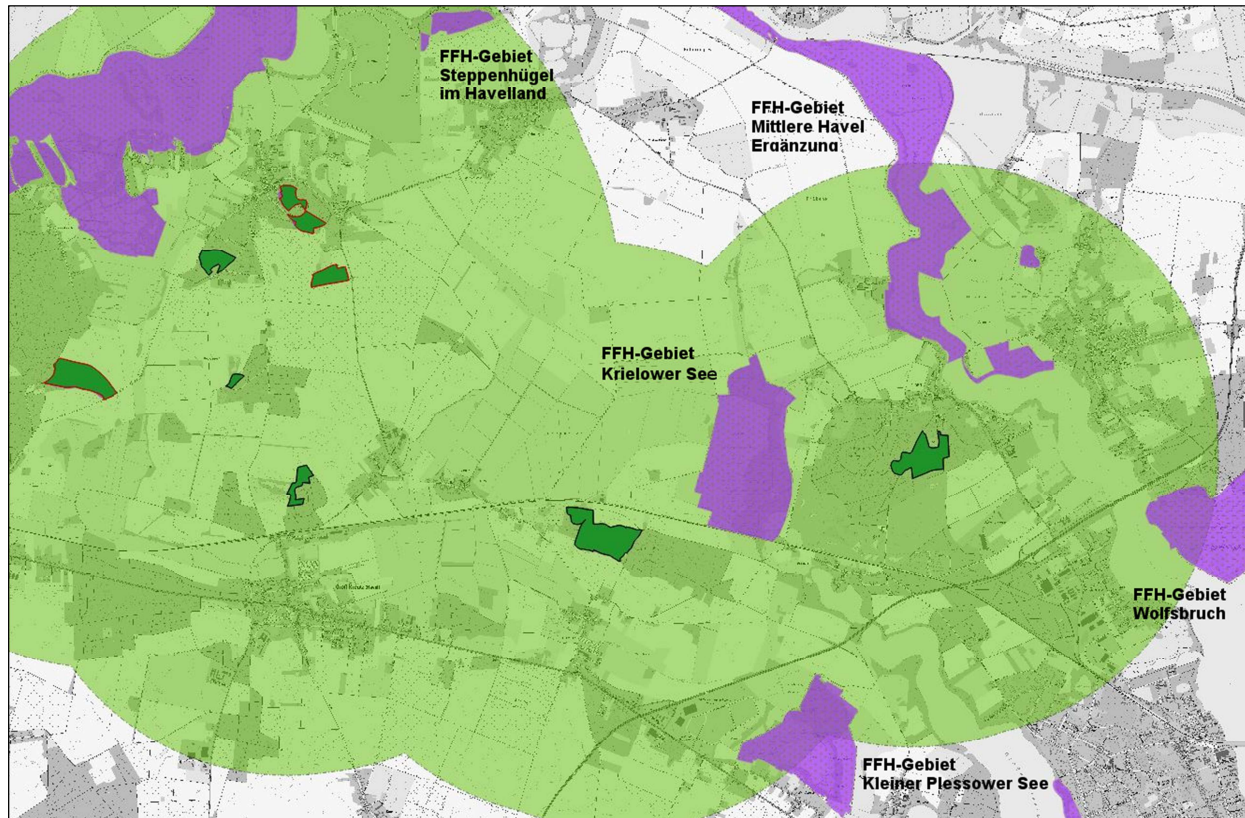 FFH-Gebiet
Steppenhügel
im Havelland
FFH-Gebiet
Mittlere Havel
Ergänzung
FFH-Gebiet
Krielower See
FFH-Gebiet
Wolfsbruch
FFH-Gebiet
Kleiner Plessower See